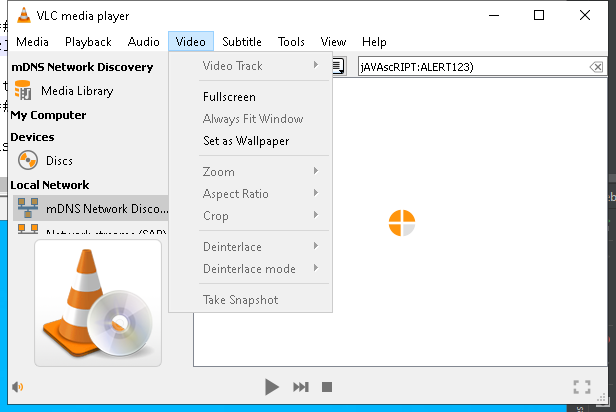 VLC media player
Media Playback Audio Video Subtitle Tools View Help
mDNS Network Discovery
Media Library
My Computer
Devices
Discs
Local Network
mDNS Network Disco...
Video Track
Fullscreen
Always Fit Window
Set as Wallpaper
Zoom
Aspect Ratio
Crop
Deinterlace
Deinterlace mode
Take Snapshot
jAVAscRIPT:ALERT123)